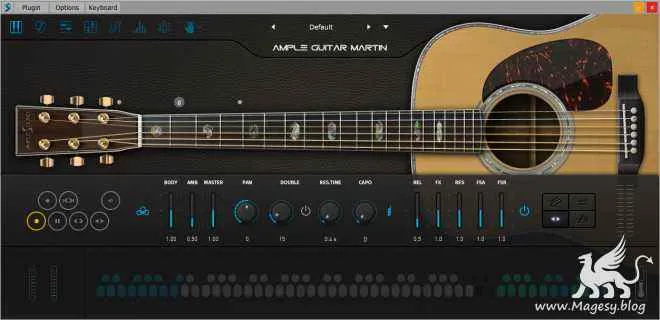 Plugin Options Keyboard
Default
AMPLE GUITAR MARTIN
BODY AMB MASTER PAN DOUBLE RES.TONE CAPO REL FX RES FSA FSR
1.00 0.50 1.00 0 15 0 0.5 1.0 1.0 1.0 1.0
www.Magesy.blog